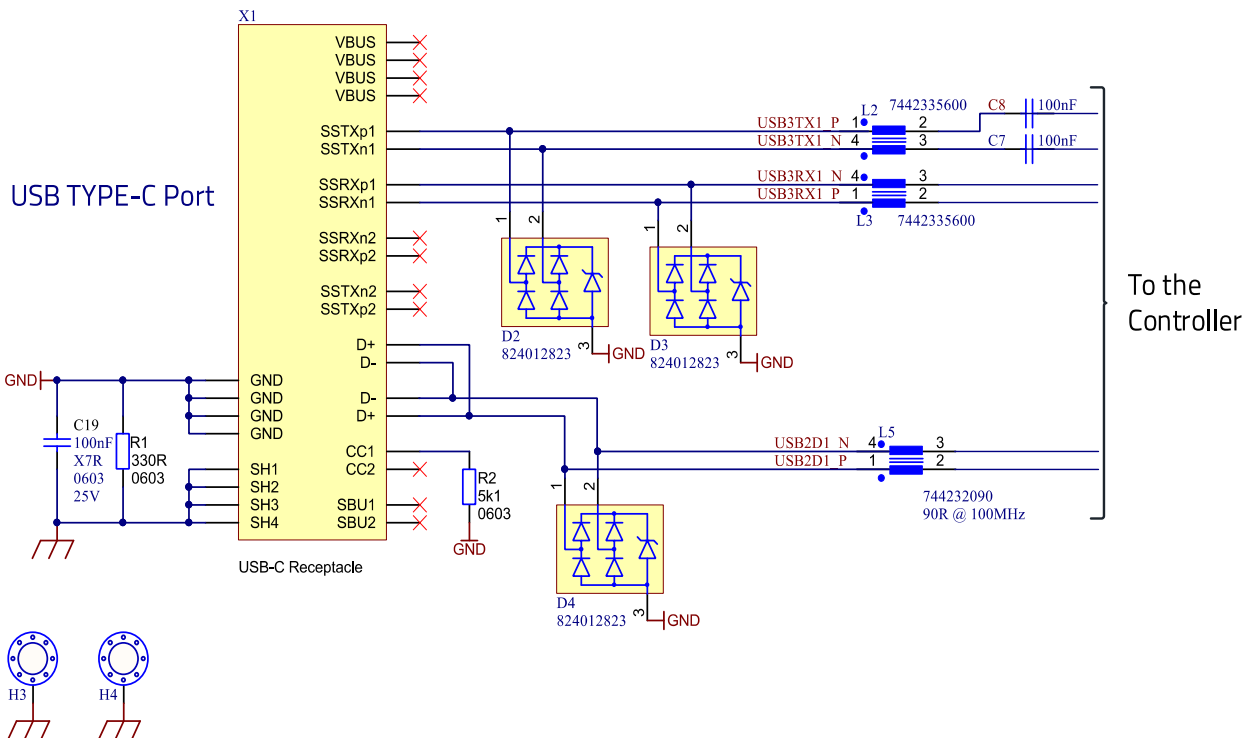 X1
VBUS
VBUS
VBUS
VBUS
SSTXp1
SSTXn1
SSRXp1
SSRXn1
SSRXn2
SSRXp2
SSTXn2
SSTXp2
D+
D-
D-
D+
CC1
CC2
SBU1
SBU2
GND
GND
GND
GND
SH1
SH2
SH3
SH4
USB-C Receptacle
USB TYPE-C Port
GND
C19
100nF
X7R
0603
25V
R1
330R
0603
R2
5k1
0603
GND
H3
H4
USB3TX1_P 1 L2 7442335600 2 C8 100nF
USB3TX1_N 4 3 C7 100nF
USB3RX1_N 4 3
USB3RX1_P 1 2
L3 7442335600
1 2
D2
824012823
3 GND
1 2
D3
824012823
3 GND
To the
Controller
L5
USB2D1_N 4 3
USB2D1_P 1 2
744232090
90R @ 100MHz
1 2
D4
824012823
3 GND